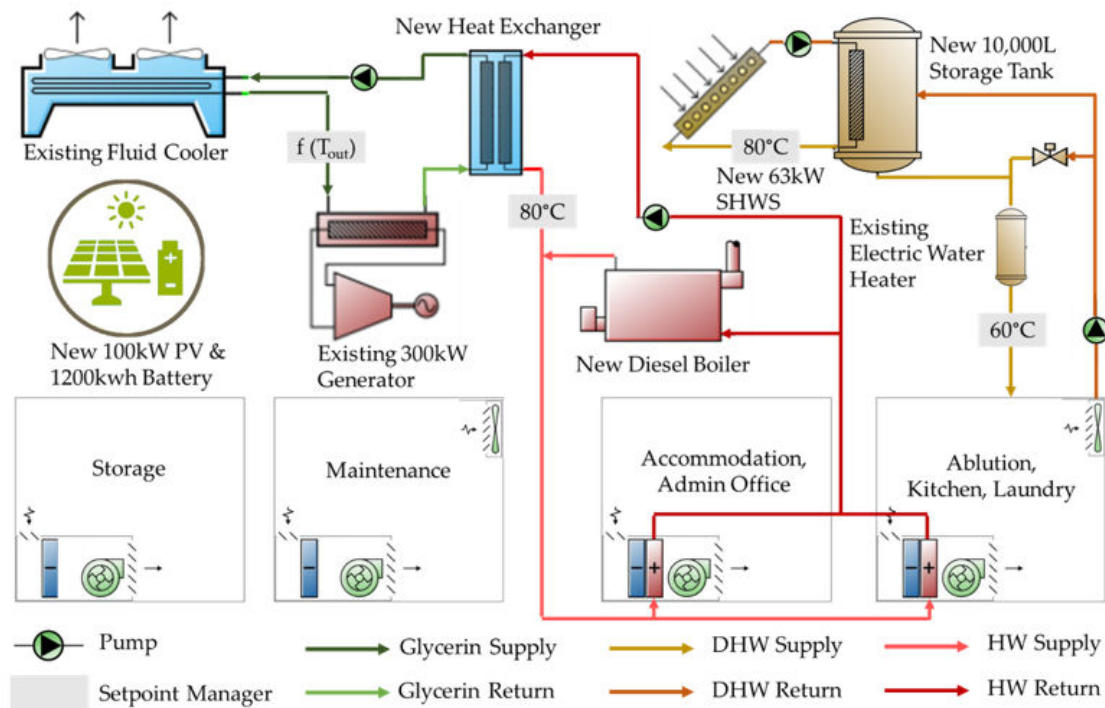 New Heat Exchanger
New 10,000L
Storage Tank
Existing Fluid Cooler
f (Tout)
80°C
New 63kW
SHWS
80°C
Existing
Electric Water
Heater
60°C
New 100kW PV &
1200kwh Battery
Existing 300kW
Generator
New Diesel Boiler
Storage
Maintenance
Accommodation,
Admin Office
Ablution,
Kitchen, Laundry
Pump
Glycerin Supply
DHW Supply
HW Supply
Setpoint Manager
Glycerin Return
DHW Return
HW Return